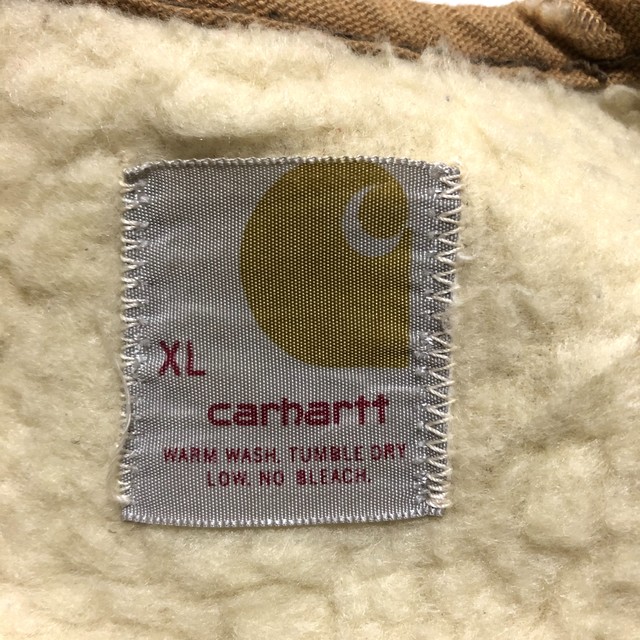 XL
carhartt
WARM WASH. TUMBLE DRY
LOW. NO BLEACH.